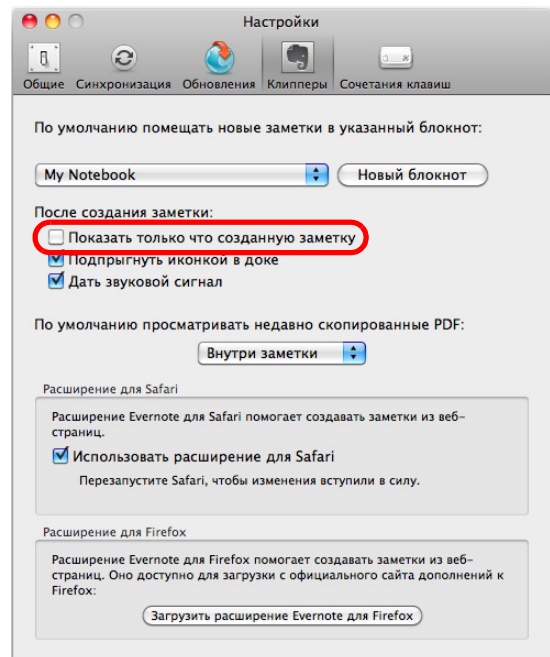 Настройки
Общие Синхронизация Обновления Клипперы Сочетания клавиш
По умолчанию помещать новые заметки в указанный блокнот:
My Notebook Новый блокнот
После создания заметки:
Показать только что созданную заметку
Подпрыгнуть иконкой в доке
Дать звуковой сигнал
По умолчанию просматривать недавно скопированные PDF:
Внутри заметки
Расширение для Safari
Расширение Evernote для Safari помогает создавать заметки из веб-
страниц.
Использовать расширение для Safari
Перезапустите Safari, чтобы изменения вступили в силу.
Расширение для Firefox
Расширение Evernote для Firefox помогает создавать заметки из веб-
страниц. Оно доступно для загрузки с официального сайта дополнений к
Firefox:
Загрузить расширение Evernote для Firefox